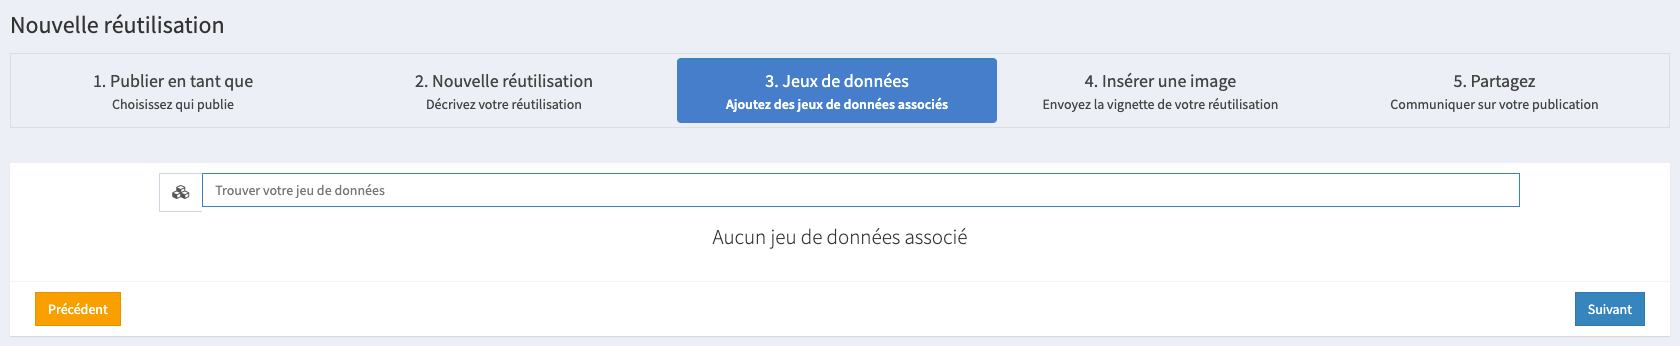 Nouvelle réutilisation
1. Publier en tant que
Choisissez qui publie
2. Nouvelle réutilisation
Décrivez votre réutilisation
3. Jeux de données
Ajoutez des jeux de données associés
4. Insérer une image
Envoyez la vignette de votre réutilisation
5. Partagez
Communiquer sur votre publication
Trouver votre jeu de données
Aucun jeu de données associé
Précédent
Suivant